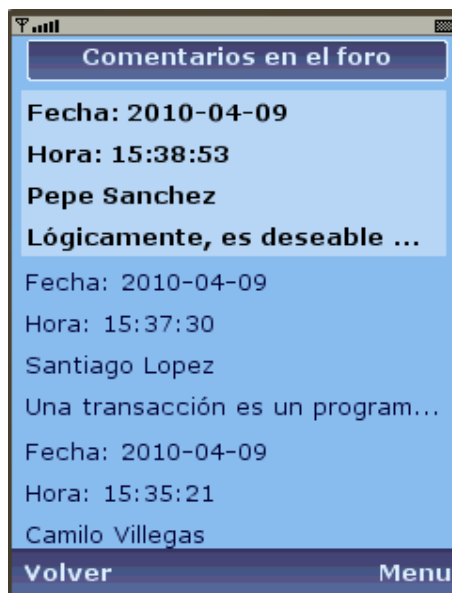 Comentarios en el foro
Fecha: 2010-04-09
Hora: 15:38:53
Pepe Sanchez
Lógicamente, es deseable ...
Fecha: 2010-04-09
Hora: 15:37:30
Santiago Lopez
Una transacción es un program...
Fecha: 2010-04-09
Hora: 15:35:21
Camilo Villegas
Volver Menu